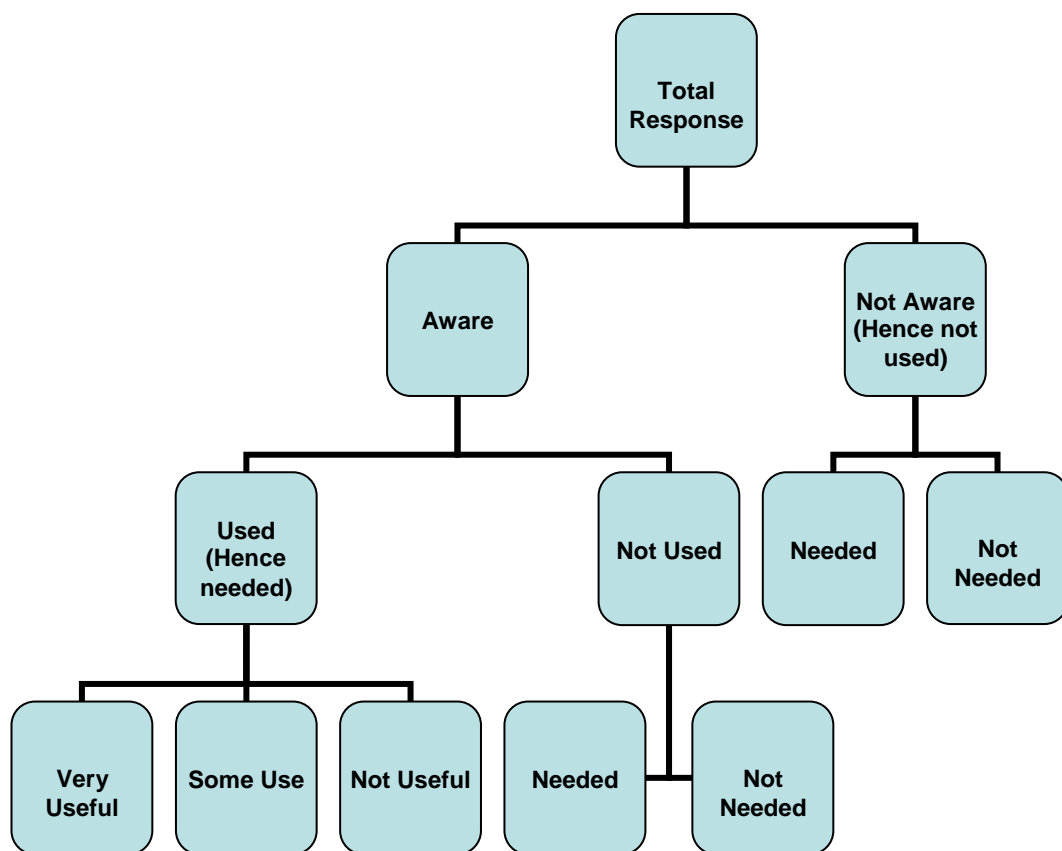 Total
Response
Aware
Not Aware
(Hence not
used)
Used
(Hence
needed)
Not Used
Needed
Not
Needed
Very
Useful
Some Use
Not Useful
Needed
Not
Needed